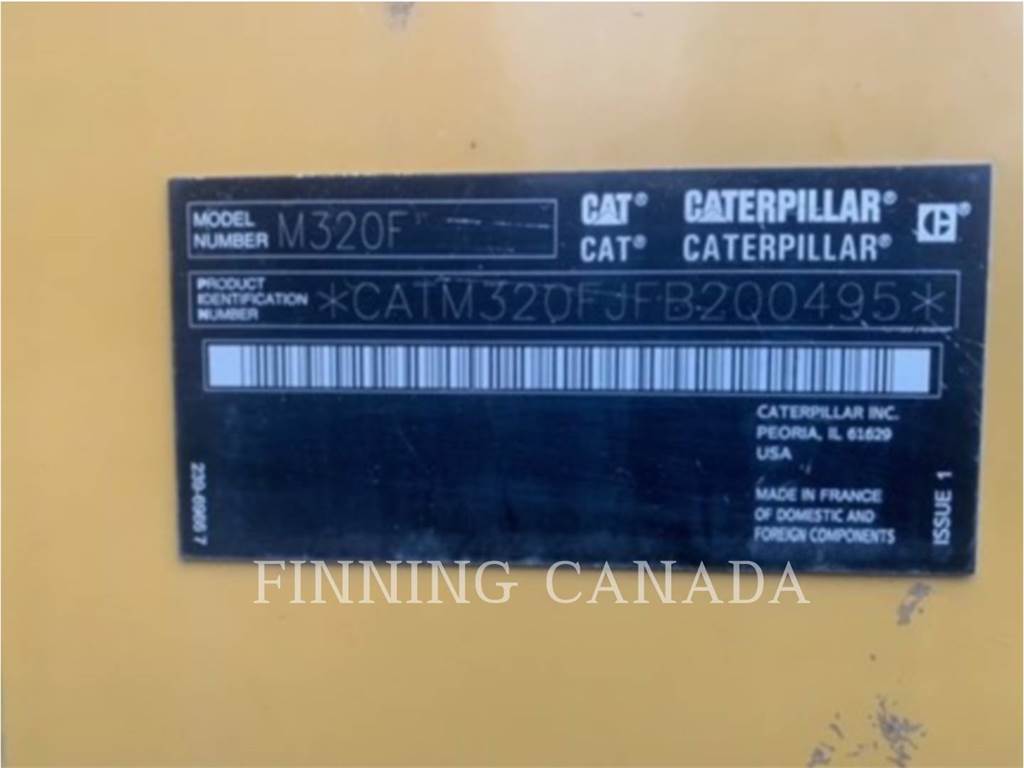 MODEL NUMBER M320F
CAT® CATERPILLAR®
CAT® CATERPILLAR®
PRODUCT IDENTIFICATION NUMBER *CATM320FJFB200495*
CATERPILLAR INC.
PEORIA, IL 61629
USA
MADE IN FRANCE
OF DOMESTIC AND
FOREIGN COMPONENTS
ISSUE 1
FINNING CANADA